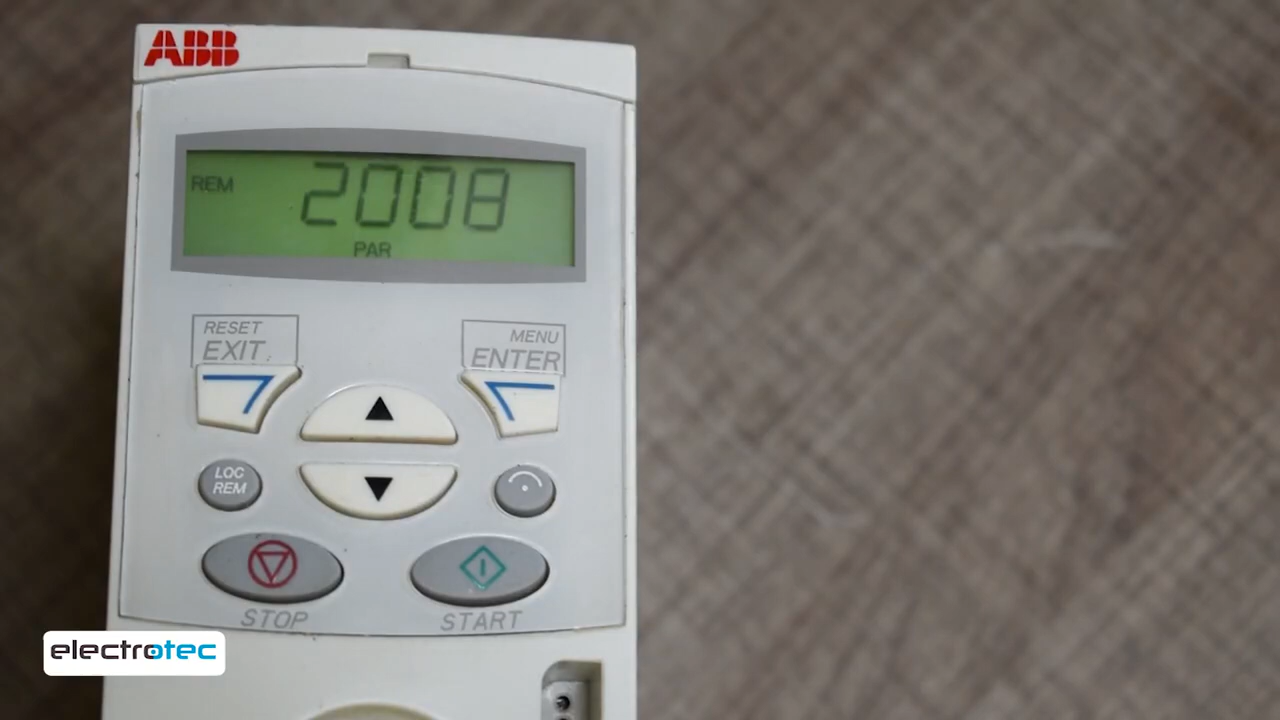 ABB
REM 2008
PAR
RESET
EXIT
MENU
ENTER
LOC
REM
STOP
START
electrotec